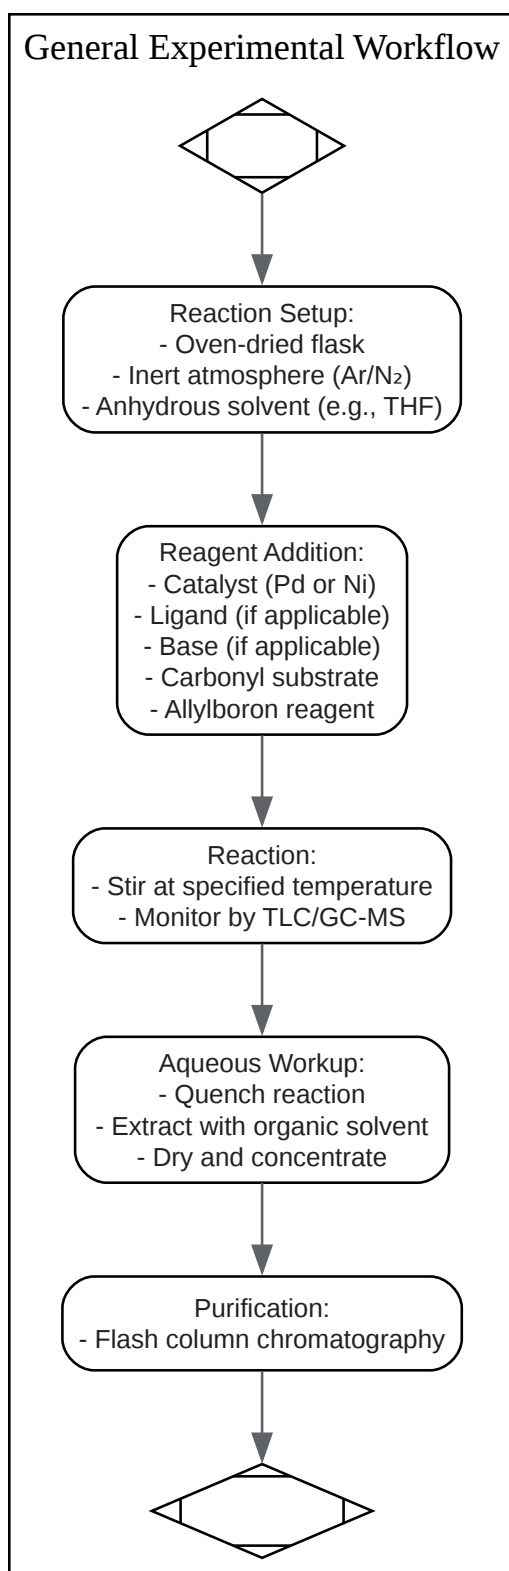 General Experimental Workflow
Reaction Setup:
- Oven-dried flask
- Inert atmosphere (Ar/N₂)
- Anhydrous solvent (e.g., THF)
Reagent Addition:
- Catalyst (Pd or Ni)
- Ligand (if applicable)
- Base (if applicable)
- Carbonyl substrate
- Allylboron reagent
Reaction:
- Stir at specified temperature
- Monitor by TLC/GC-MS
Aqueous Workup:
- Quench reaction
- Extract with organic solvent
- Dry and concentrate
Purification:
- Flash column chromatography